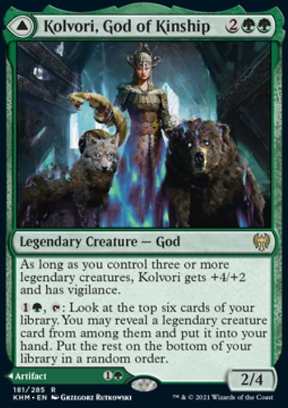 Kolvori, God of Kinship 2
Legendary Creature — God
As long as you control three or more
legendary creatures, Kolvori gets +4/+2
and has vigilance.
1, : Look at the top six cards of your
library. You may reveal a legendary creature
card from among them and put it into your
hand. Put the rest on the bottom of your
library in a random order.
Artifact 1
2/4
181/285 R
KHM • EN Grzegorz Rutkowski
™ & © 2021 Wizards of the Coast